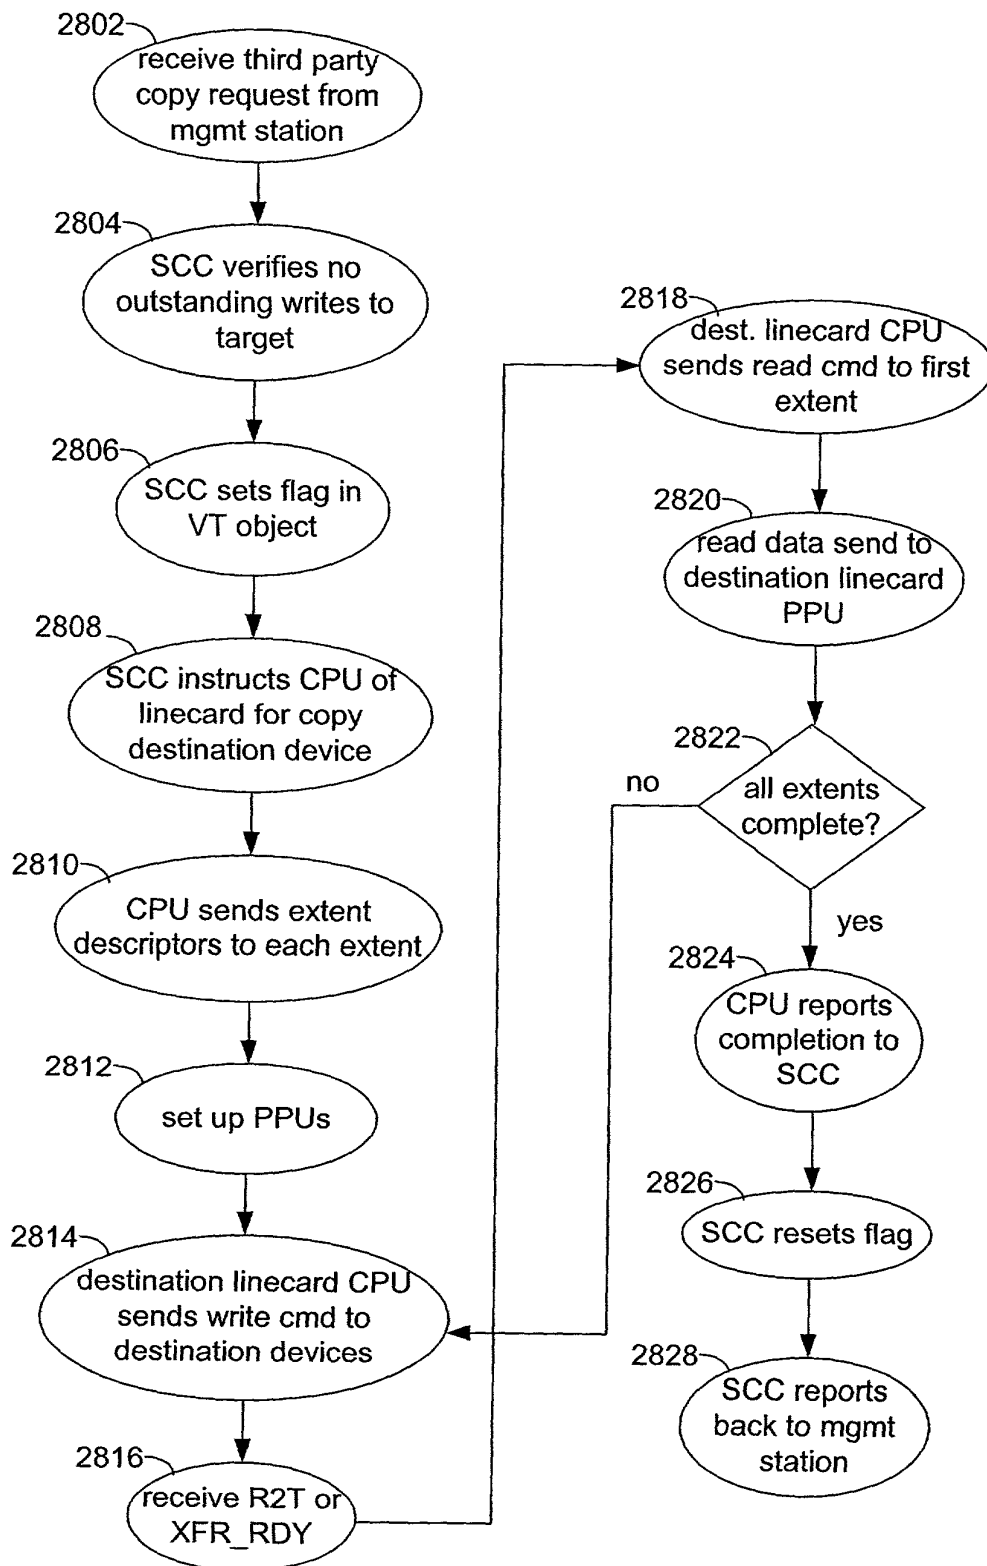 2802
receive third party
copy request from
mgmt station
2804
SCC verifies no
outstanding writes to
target
2806
SCC sets flag in
VT object
2808
SCC instructs CPU of
linecard for copy
destination device
2810
CPU sends extent
descriptors to each extent
2812
set up PPUs
2814
destination linecard CPU
sends write cmd to
destination devices
2816
receive R2T or
XFR_RDY
2818
dest. linecard CPU
sends read cmd to first
extent
2820
read data send to
destination linecard
PPU
2822
no
all extents
complete?
yes
2824
CPU reports
completion to
SCC
2826
SCC resets flag
2828
SCC reports
back to mgmt
station